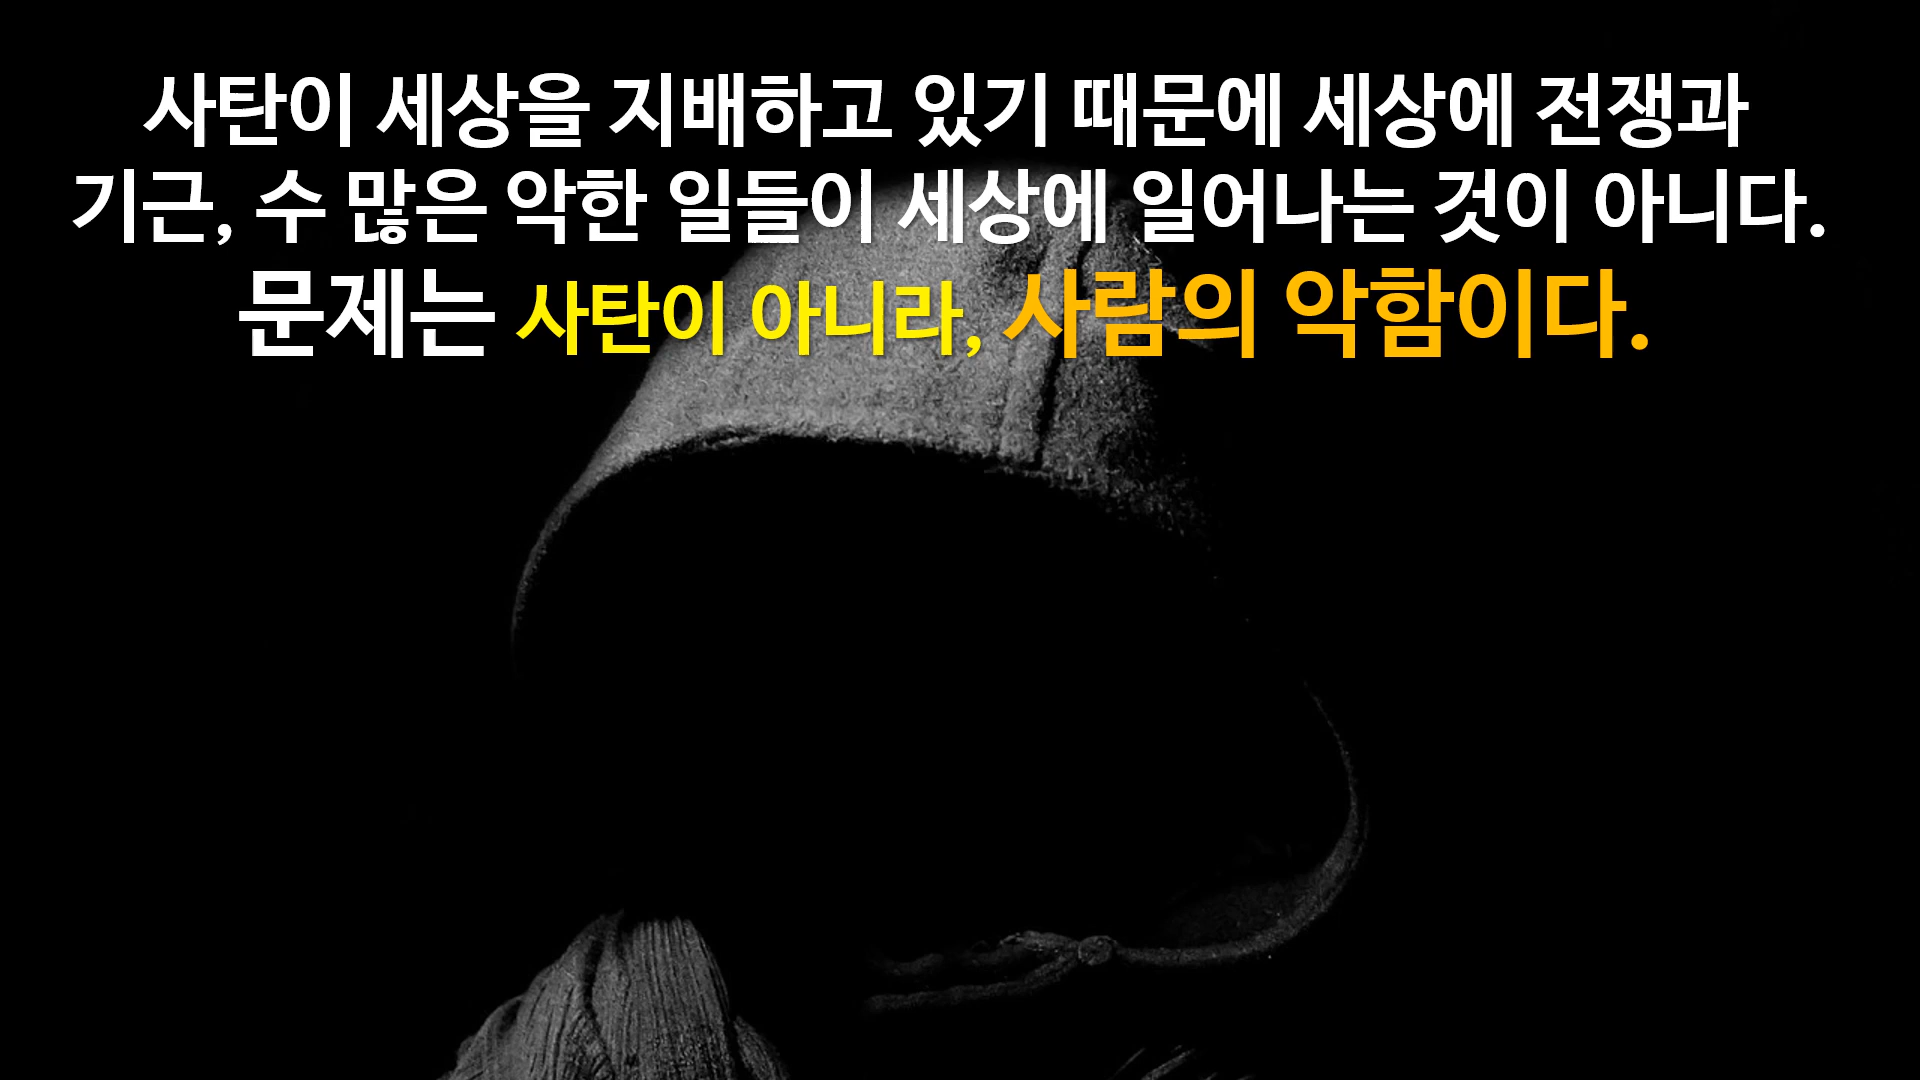 사탄이 세상을 지배하고 있기 때문에 세상에 전쟁과
기근, 수 많은 악한 일들이 세상에 일어나는 것이 아니다.
문제는 사탄이 아니라, 사람의 악함이다.